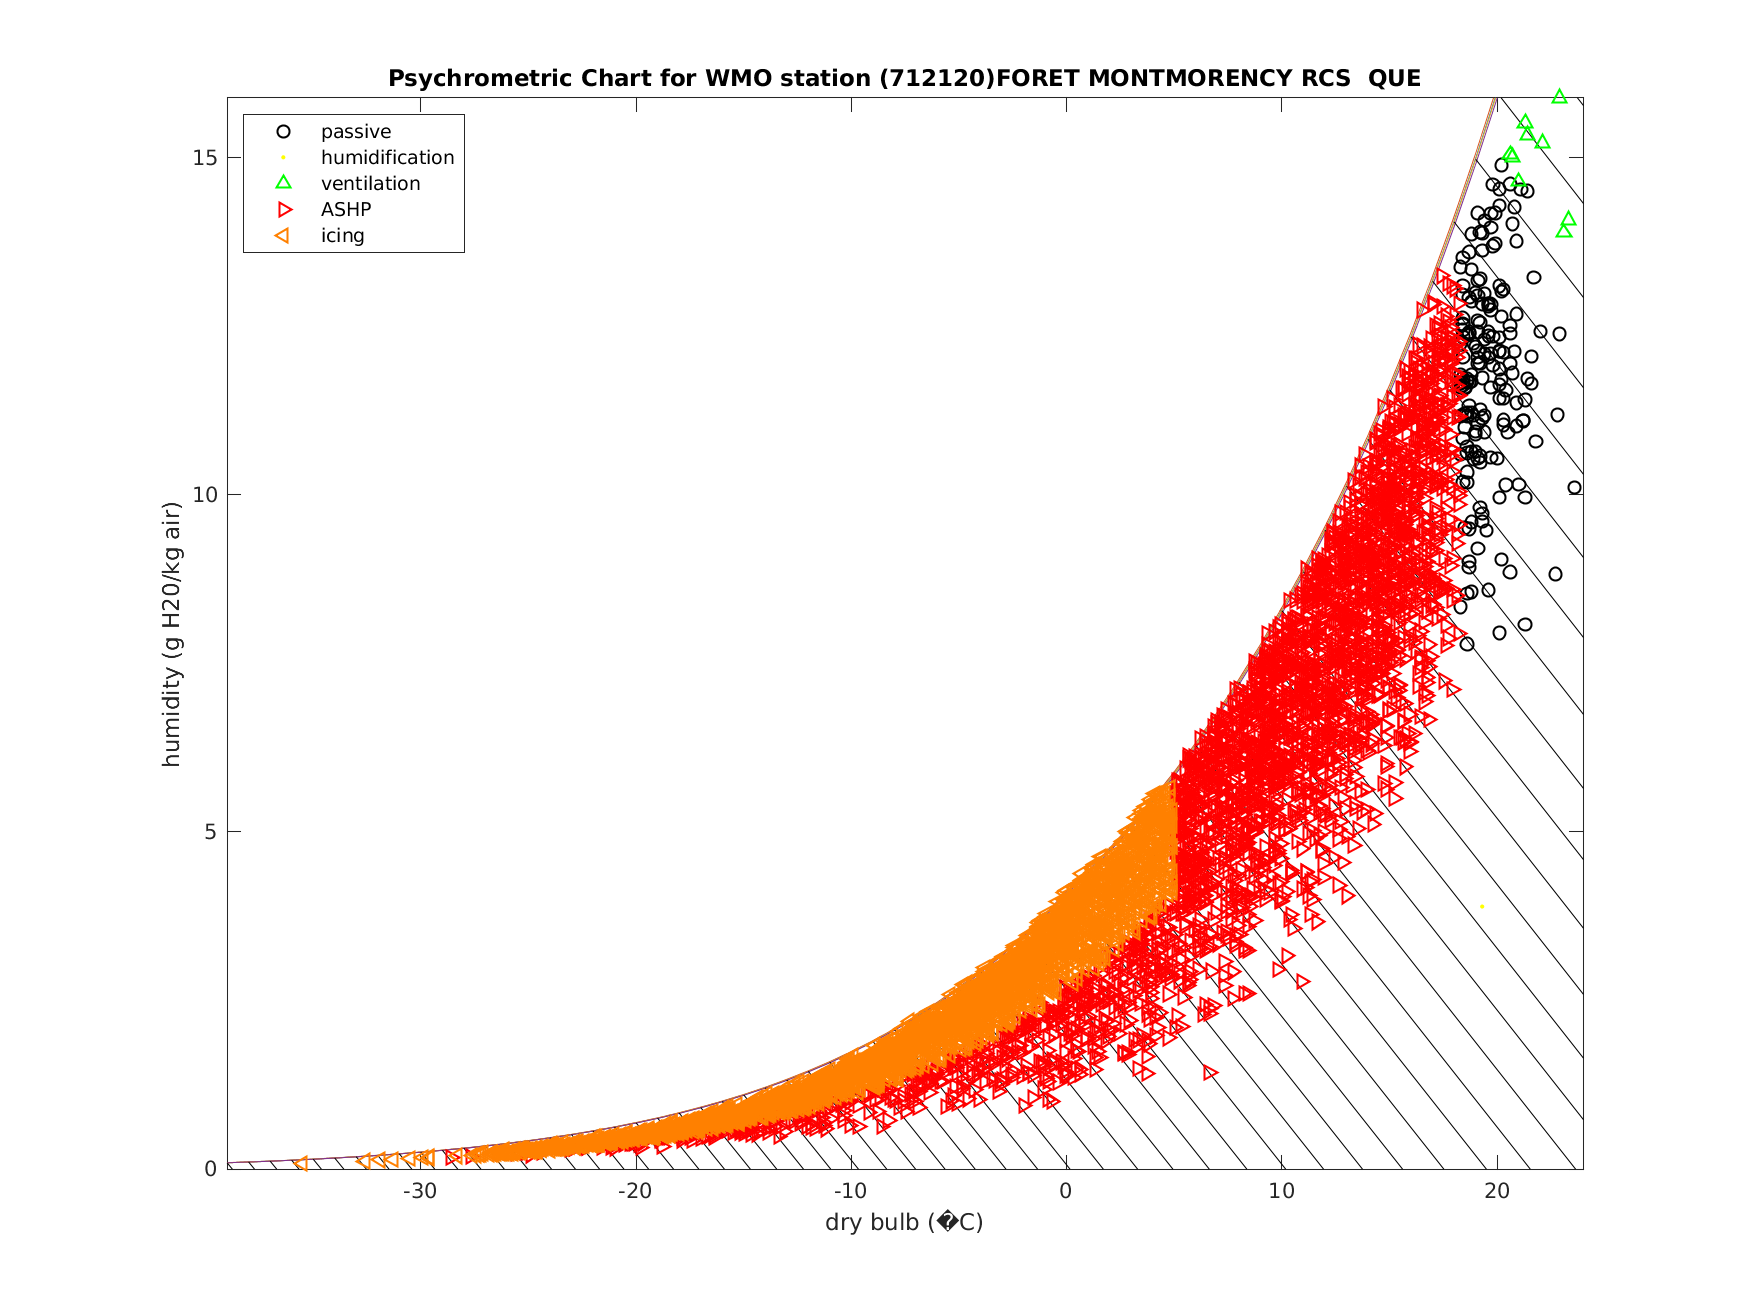 Psychrometric Chart for WMO station (712120)FORET MONTMORENCY RCS  QUE
passive
humidification
ventilation
ASHP
icing
15
10
5
0
humidity (g H20/kg air)
-30
-20
-10
0
10
20
dry bulb (�C)